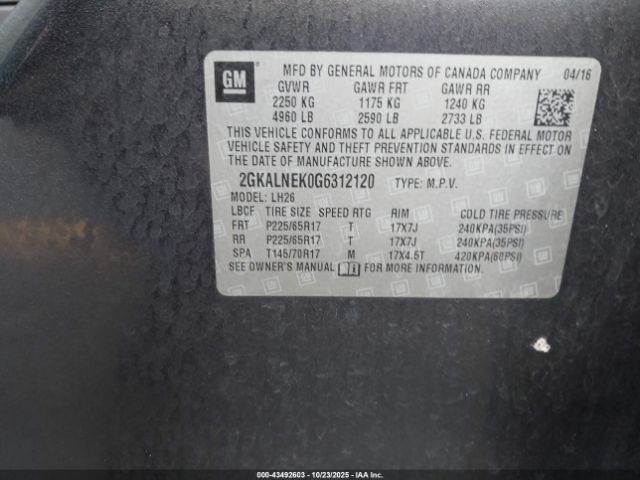 GM
MFD BY GENERAL MOTORS OF CANADA COMPANY 04/16
GVWR GAWR FRT GAWR RR
2250 KG 1175 KG 1240 KG
4960 LB 2590 LB 2733 LB
THIS VEHICLE CONFORMS TO ALL APPLICABLE U.S. FEDERAL MOTOR
VEHICLE SAFETY AND THEFT PREVENTION STANDARDS IN EFFECT ON
THE DATE OF MANUFACTURE SHOWN ABOVE.
2GKALNEK0G6312120 TYPE: M.P.V.
MODEL: LH26
LBCF TIRE SIZE SPEED RTG RIM COLD TIRE PRESSURE
FRT P225/65R17 T 17X7J 240KPA(35PSI)
RR P225/65R17 T 17X7J 240KPA(35PSI)
SPA T145/70R17 M 17X4.5T 420KPA(60PSI)
SEE OWNER'S MANUAL FOR MORE INFORMATION.
000-43492603 - 10/23/2025 - IAAI.COM